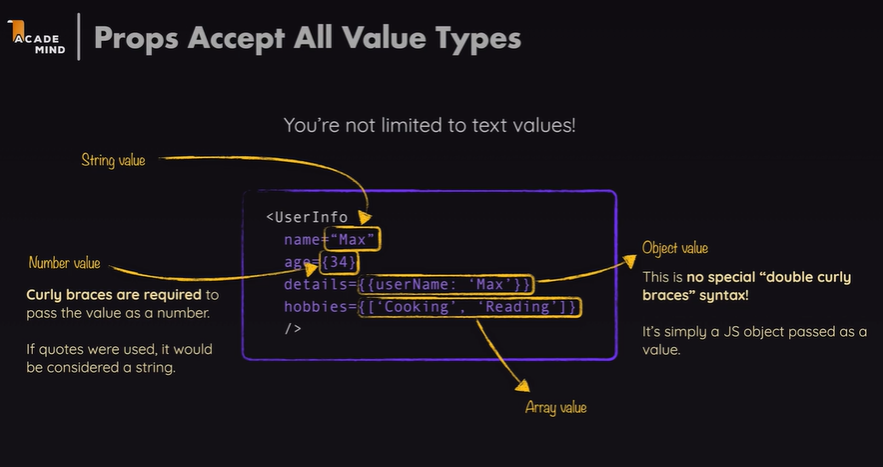 ACADE
MIND
Props Accept All Value Types
You're not limited to text values!
String value
<UserInfo
name="Max"
age={34}
details={{userName: 'Max'}}
hobbies={['Cooking', 'Reading']}
/>
Number value
Curly braces are required to
pass the value as a number.
If quotes were used, it would
be considered a string.
Object value
This is no special "double curly
braces" syntax!
It's simply a JS object passed as a
value.
Array value